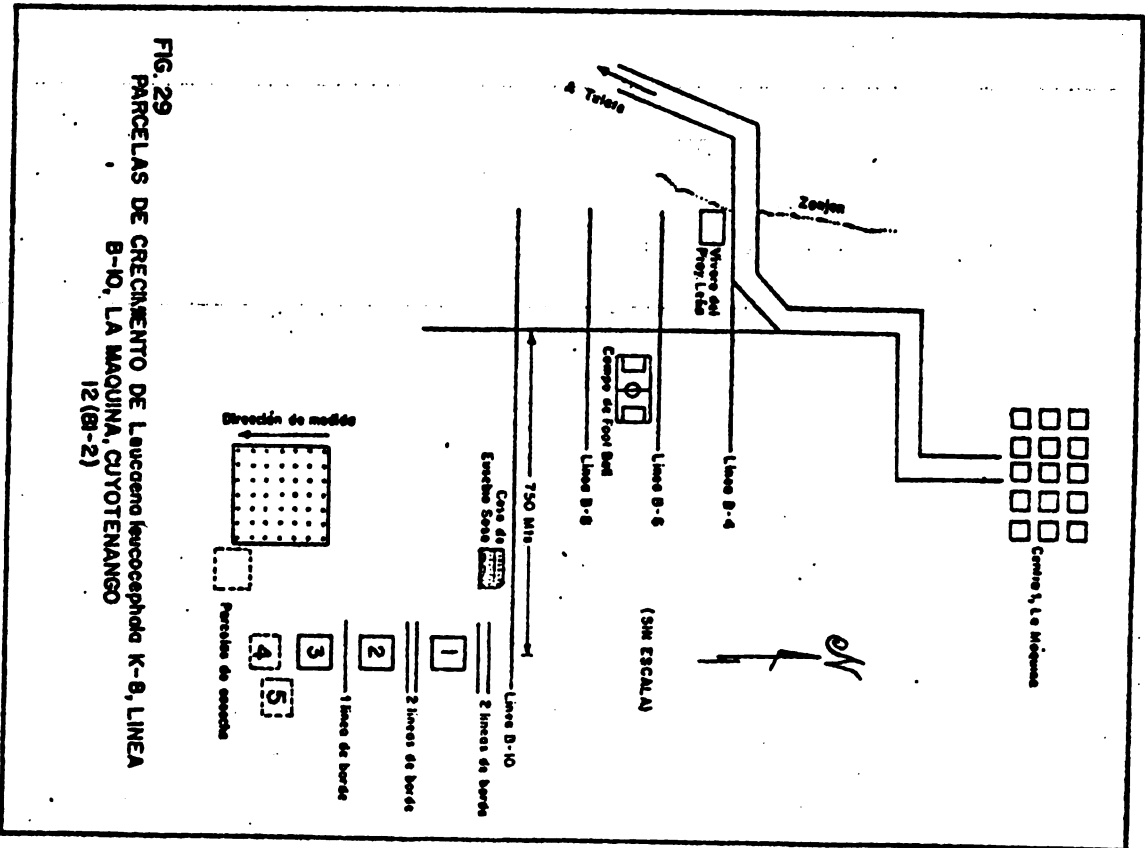 Centro 1, La Máquina
A Tulate
Zanjon
Vivero del
Proy. Leña
Linea B-4
Campo de Foot Ball
Linea B-6
Linea B-8
N
(SIN ESCALA)
750 Mts
Linea B-10
Casa de
Eusebio Sosa
Dirección de medida
Parcelas de cosecha
2 lineas de borde
1
2 lineas de borde
2
1 linea de borde
3
4
5
FIG. 29
PARCELAS DE CRECIMIENTO DE Leucaena leucocephala K-8, LINEA
B-10, LA MAQUINA, CUYOTENANGO
12(81-2)